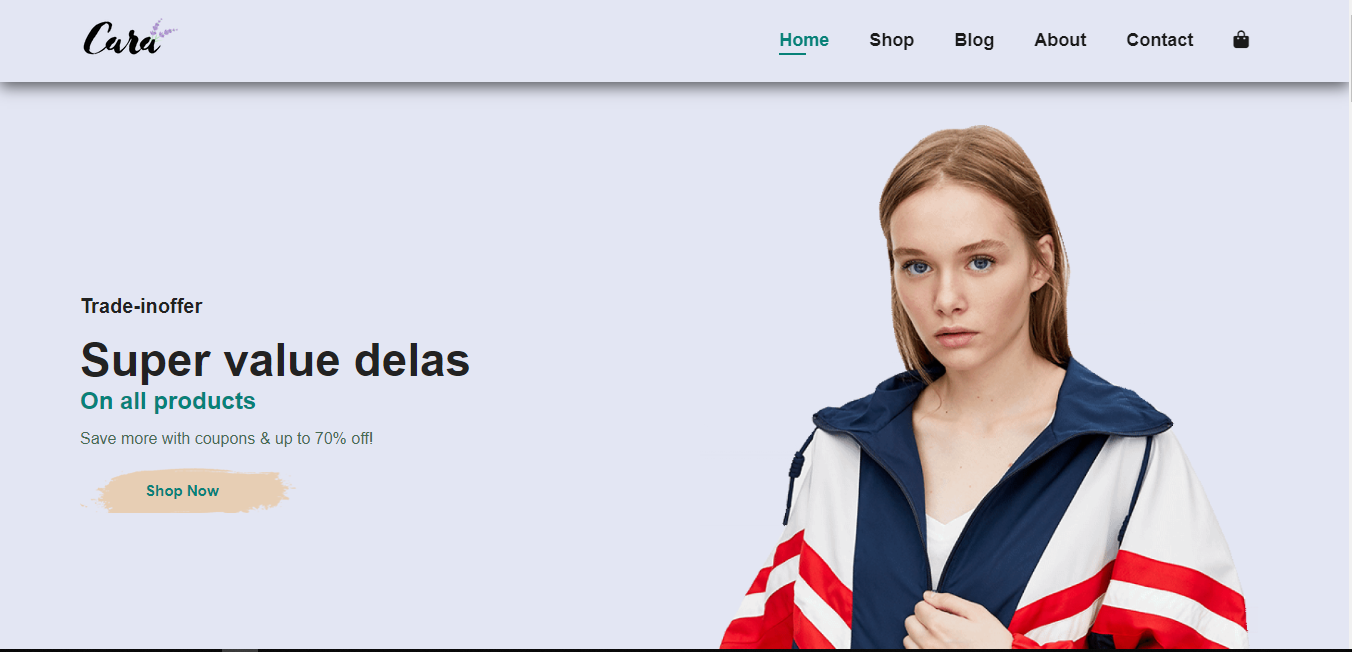 Cara
Home Shop Blog About Contact
Trade-inoffer
Super value delas
On all products
Save more with coupons & up to 70% off!
Shop Now